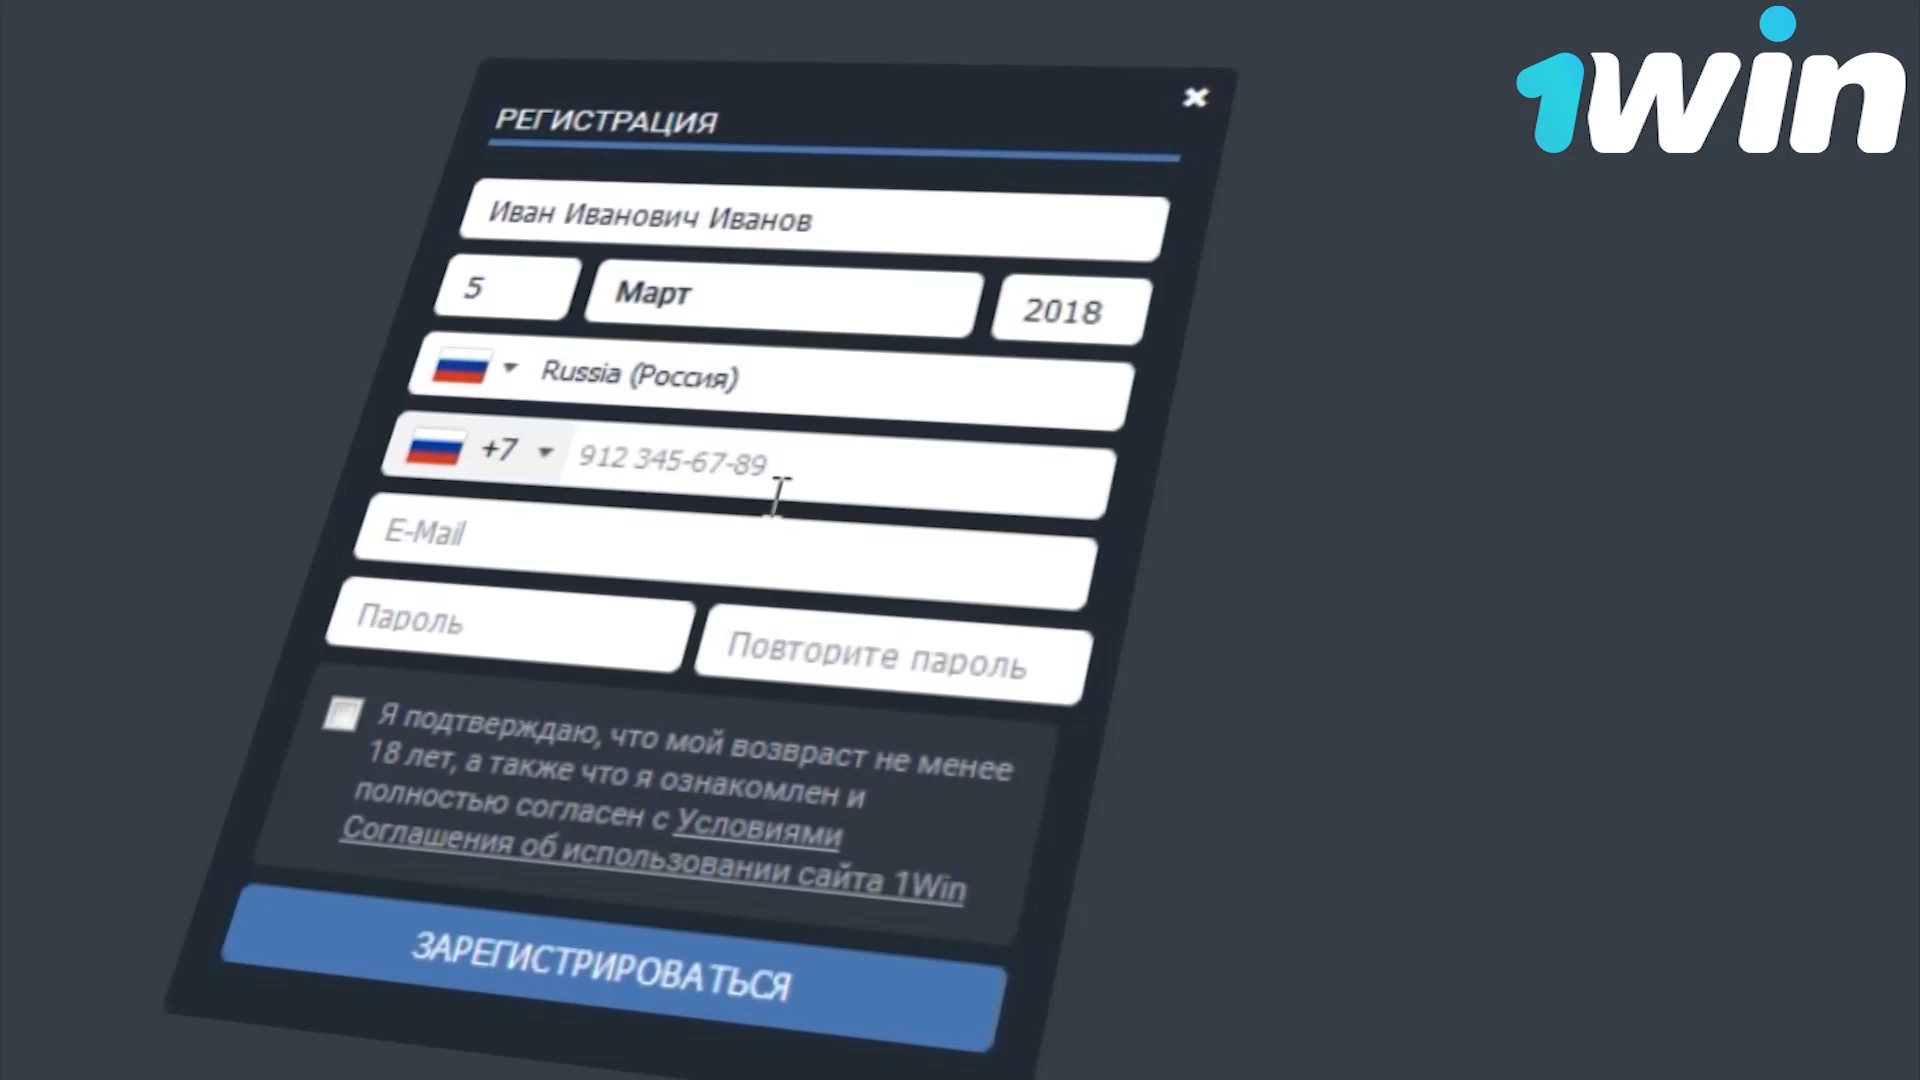 1win
РЕГИСТРАЦИЯ
Иван Иванович Иванов
5 Март 2018
Russia (Россия)
+7 912 345-67-89
E-Mail
Пароль Повторите пароль
Я подтверждаю, что мой возвраст не менее
18 лет, а также что я ознакомлен и
полностью согласен с Условиями
Соглашения об использовании сайта 1Win
ЗАРЕГИСТРИРОВАТЬСЯ